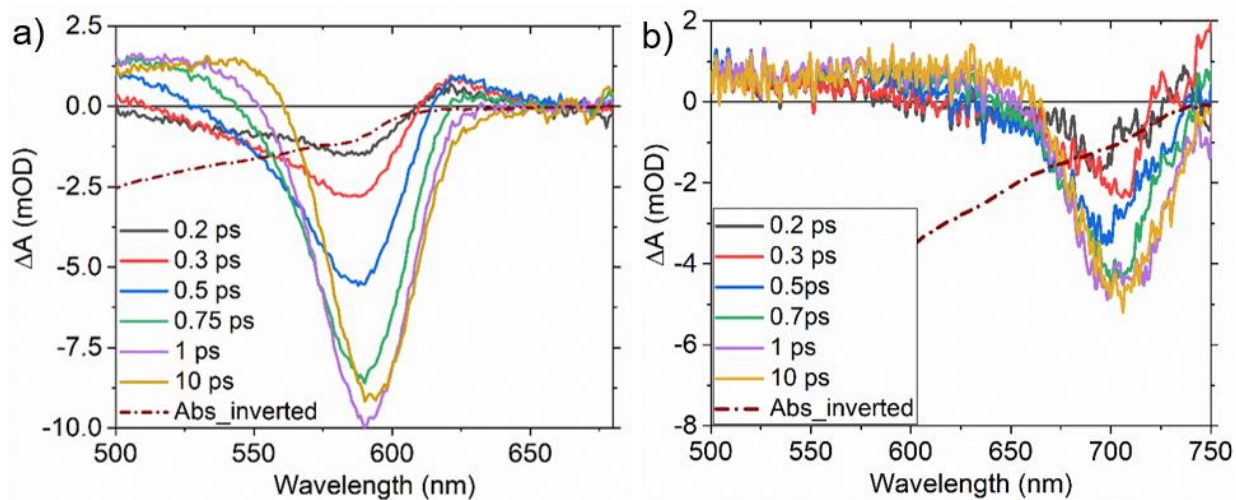 a)
ΔA (mOD)
2.5
0.0
-2.5
-5.0
-7.5
-10.0
0.2 ps
0.3 ps
0.5 ps
0.75 ps
1 ps
10 ps
Abs_inverted
500 550 600 650
Wavelength (nm)
b)
ΔA (mOD)
2
0
-2
-4
-6
-8
0.2 ps
0.3 ps
0.5ps
0.7ps
1 ps
10 ps
Abs_inverted
500 550 600 650 700 750
Wavelength (nm)